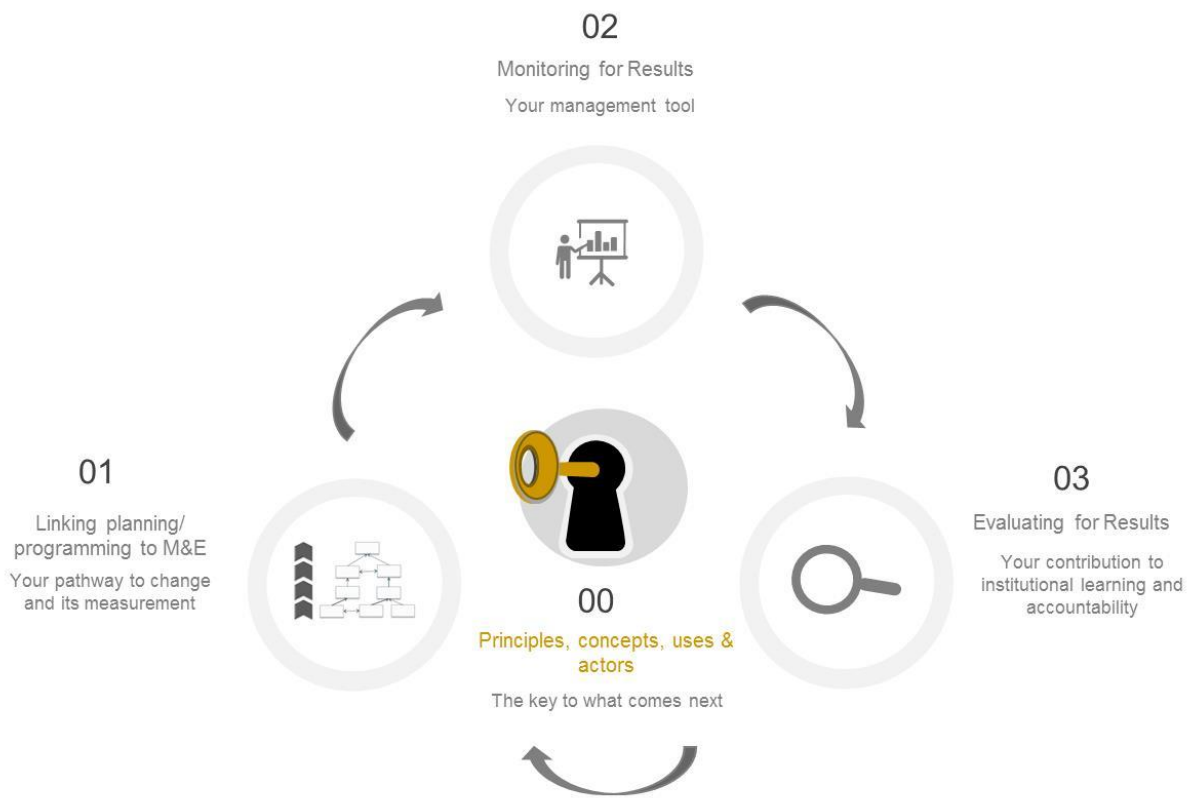 02
Monitoring for Results
Your management tool
01
Linking planning/
programming to M&E
Your pathway to change
and its measurement
03
Evaluating for Results
Your contribution to
institutional learning and
accountability
00
Principles, concepts, uses &
actors
The key to what comes next